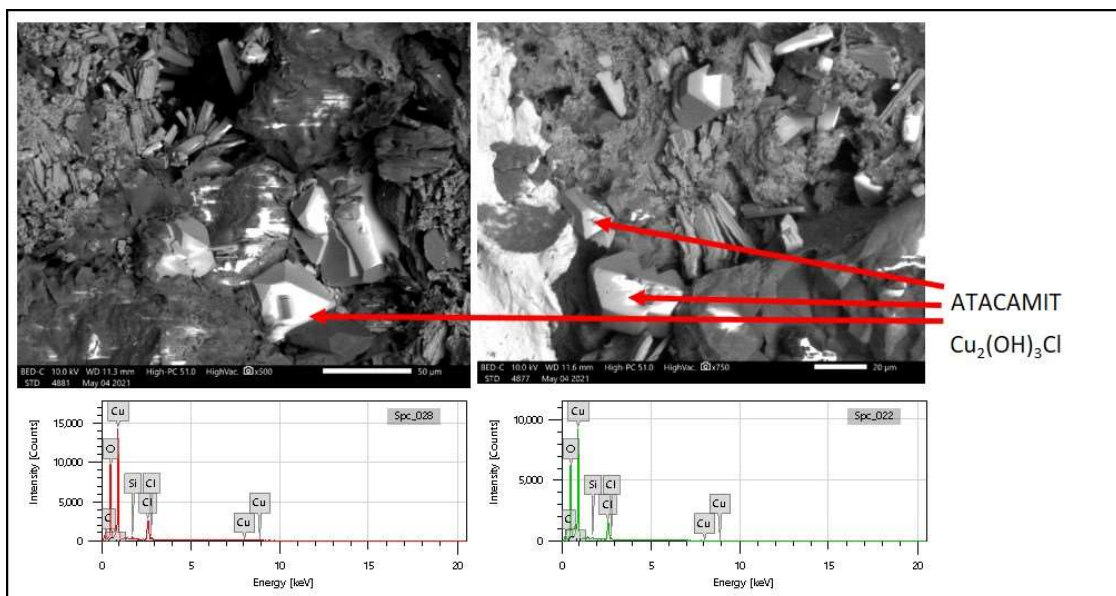 BED-C 10.0 kV WD 11.3 mm High-PC 51.0 HighVac. x500 50 µm
STD 4881 May 04 2021
BED-C 10.0 kV WD 11.6 mm High-PC 51.0 HighVac. x750 20 µm
STD 4877 May 04 2021
ATACAMIT
Cu₂(OH)₃Cl
Spc_028
Intensity [Counts]
15,000
10,000
5,000
0
Cu
O
C
Si
Cl
Cl
Cu
Cu
0 5 10 15 20
Energy [keV]
Spc_022
Intensity [Counts]
10,000
5,000
0
Cu
O
C
Si
Cl
Cl
Cu
Cu
0 5 10 15 20
Energy [keV]